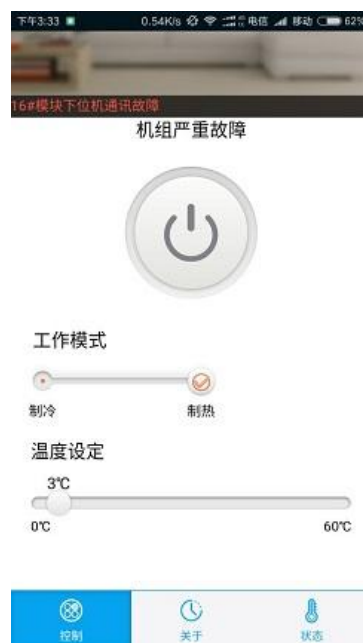 下午3:33 0.54K/s 电信 移动 62%
16#模块下位机通讯故障
机组严重故障
工作模式
制冷 制热
温度设定
3℃
0℃ 60℃
控制 关于 状态